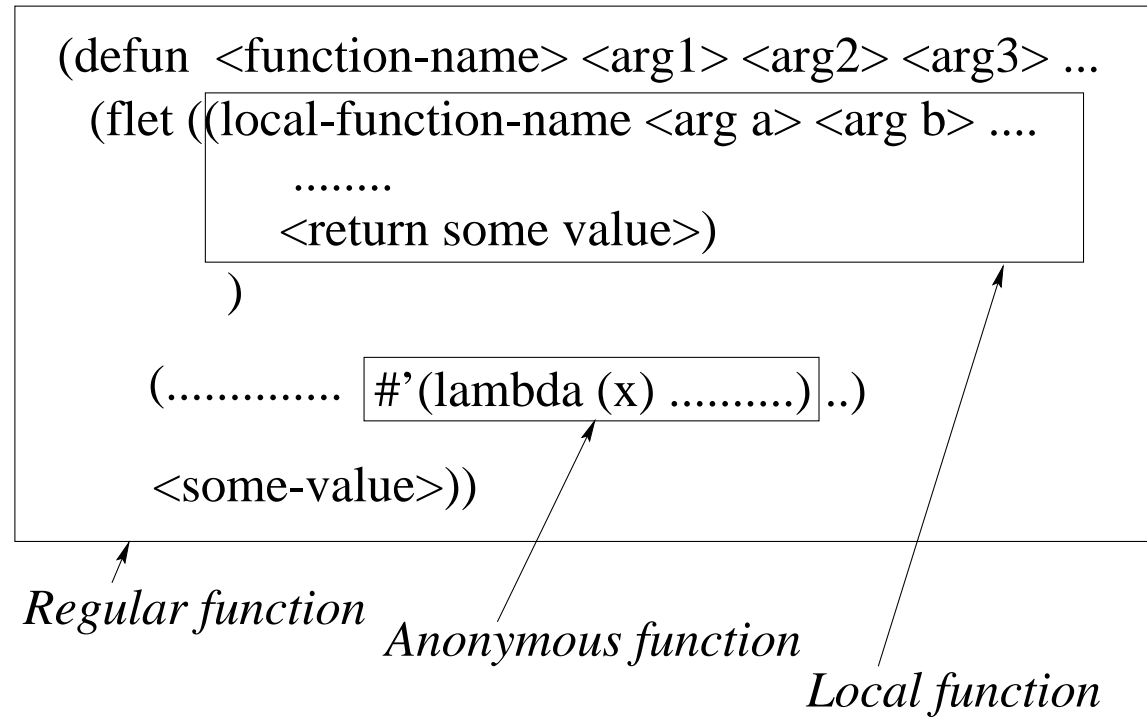 (defun <function-name> <arg1> <arg2> <arg3> ...
(flet ((local-function-name <arg a> <arg b> ....
........
<return some value>)
)
(.............. #’(lambda (x) ..........) ..)
<some-value>))
Regular function
Anonymous function
Local function